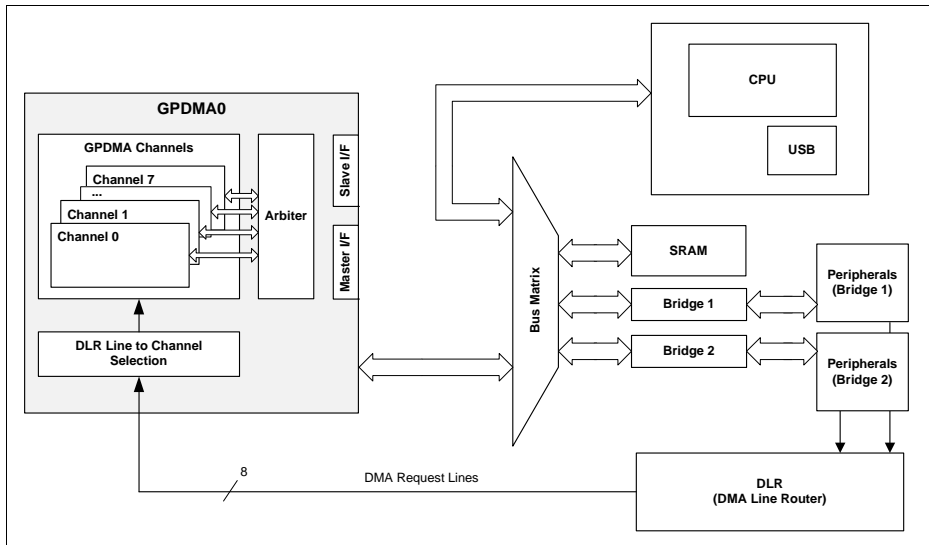 GPDMA0
GPDMA Channels
Channel 7
...
Channel 1
Channel 0
Arbiter
Slave I/F
Master I/F
DLR Line to Channel
Selection
Bus Matrix
CPU
USB
SRAM
Bridge 1
Bridge 2
Peripherals
(Bridge 1)
Peripherals
(Bridge 2)
8
DMA Request Lines
DLR
(DMA Line Router)